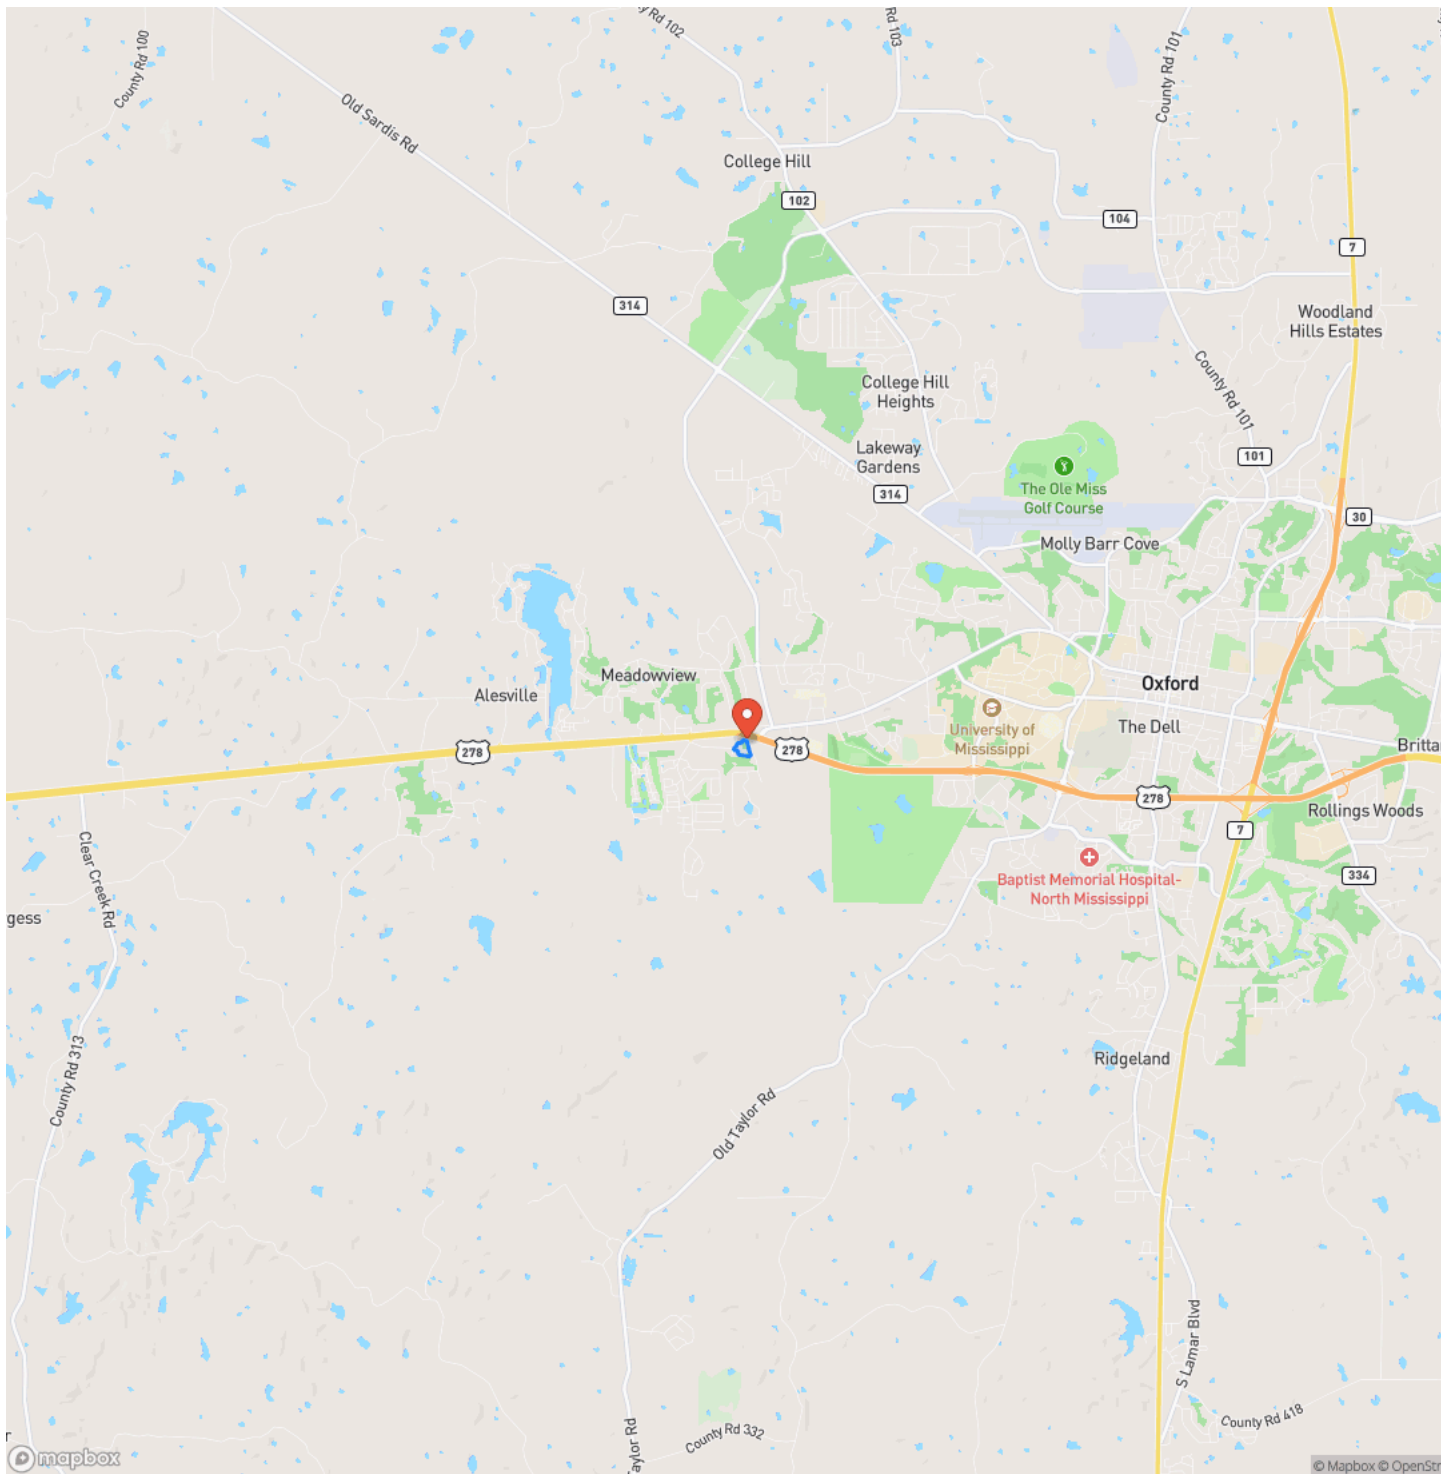 County Rd 100
ty Rd 102
Rd 103
County Rd 101
Old Sardis Rd
College Hill
102
104
7
314
Woodland
Hills Estates
County Rd 101
College Hill
Heights
Lakeway
Gardens
101
The Ole Miss
Golf Course
314
30
Molly Barr Cove
Meadowview
Alesville
Oxford
University of
Mississippi
The Dell
278
278
Britta
278
Rollings Woods
7
Clear Creek Rd
334
Baptist Memorial Hospital-
North Mississippi
gess
County Rd 313
Ridgeland
Old Taylor Rd
S Lamar Blvd
County Rd 418
County Rd 332
aylor Rd
r
mapbox
© Mapbox © OpenStr